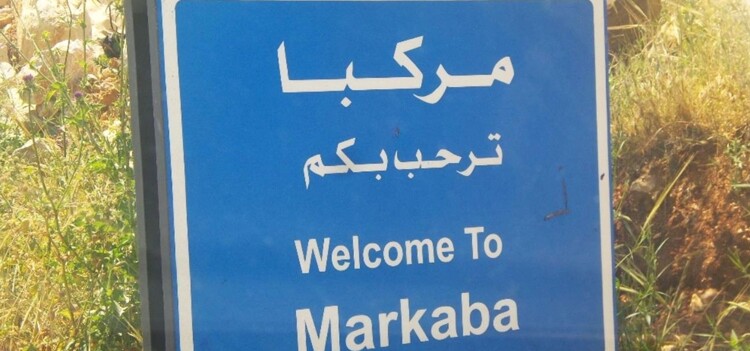 مركبا
ترحب بكم
Welcome To
Markaba